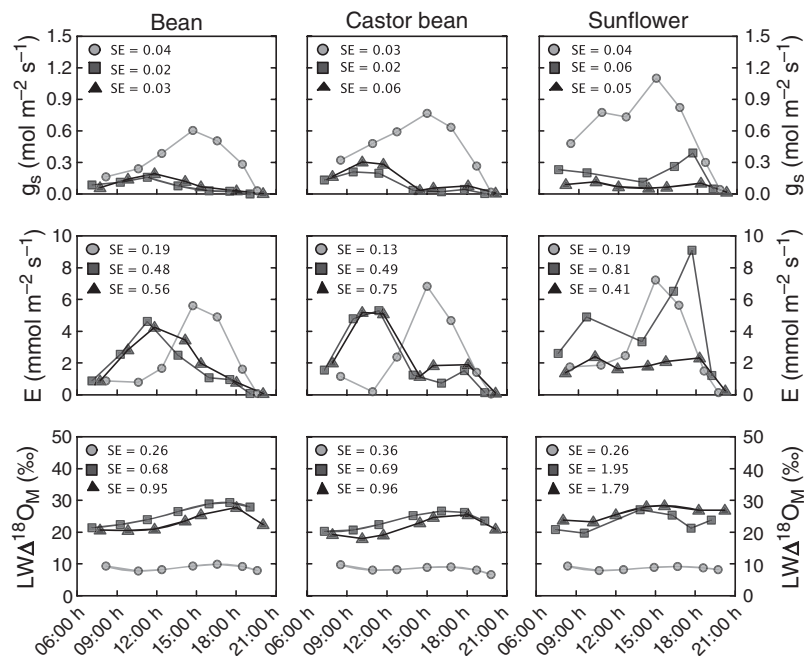 Bean
Castor bean
Sunflower
gs (mol m−2 s−1)
1.5
1.2
0.9
0.6
0.3
0.0
SE = 0.04
SE = 0.02
SE = 0.03
SE = 0.03
SE = 0.02
SE = 0.06
SE = 0.04
SE = 0.06
SE = 0.05
1.5
1.2
0.9
0.6
0.3
0.0
gs (mol m−2 s−1)
E (mmol m−2 s−1)
10
8
6
4
2
0
SE = 0.19
SE = 0.48
SE = 0.56
SE = 0.13
SE = 0.49
SE = 0.75
SE = 0.19
SE = 0.81
SE = 0.41
10
8
6
4
2
0
E (mmol m−2 s−1)
LWΔ18OM (‰)
50
40
30
20
10
0
SE = 0.26
SE = 0.68
SE = 0.95
SE = 0.36
SE = 0.69
SE = 0.96
SE = 0.26
SE = 1.95
SE = 1.79
50
40
30
20
10
0
LWΔ18OM (‰)
06:00 h
09:00 h
12:00 h
15:00 h
18:00 h
21:00 h
06:00 h
09:00 h
12:00 h
15:00 h
18:00 h
21:00 h
06:00 h
09:00 h
12:00 h
15:00 h
18:00 h
21:00 h